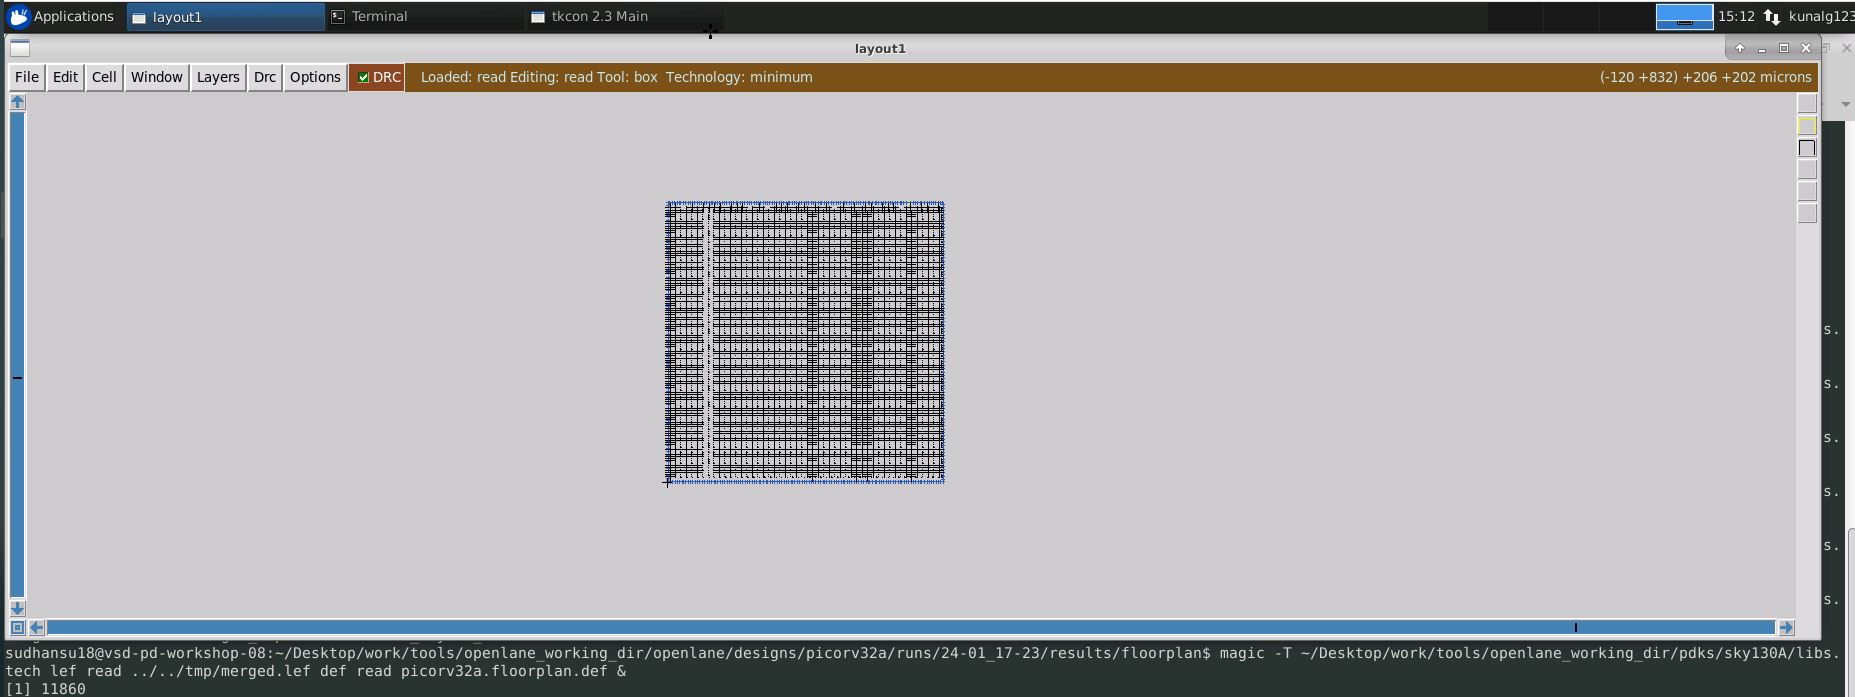 Applications layout1 Terminal tkcon 2.3 Main 15:12 kunalg123
layout1
File Edit Cell Window Layers Drc Options DRC Loaded: read Editing: read Tool: box Technology: minimum (-120 +832) +206 +202 microns
s.
s.
s.
s.
s.
s.
sudhansu18@vsd-pd-workshop-08:~/Desktop/work/tools/openlane_working_dir/openlane/designs/picorv32a/runs/24-01_17-23/results/floorplan$ magic -T ~/Desktop/work/tools/openlane_working_dir/pdks/sky130A/libs.
tech lef read ../../tmp/merged.lef def read picorv32a.floorplan.def &
[1] 11860